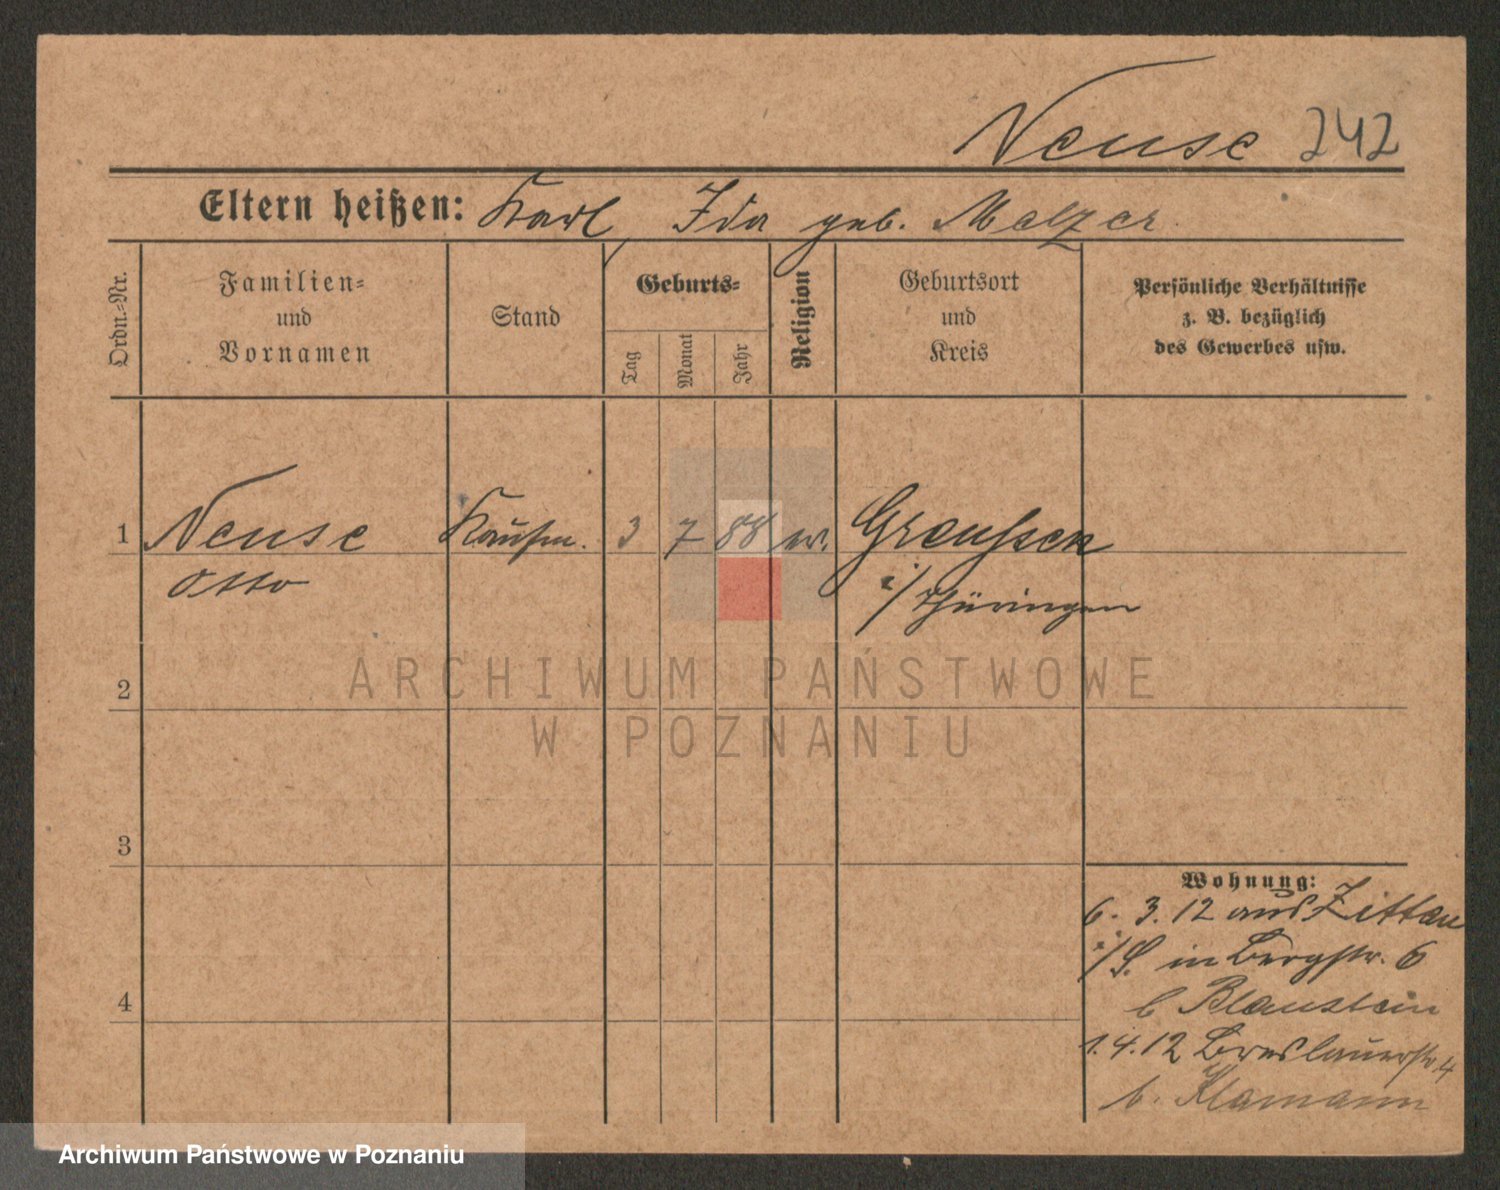 Neuse 242
Eltern heißen: Karl, Ida geb. Melzer.
Ordn.-Nr.
Familien- und Vornamen
Stand
Geburts-
Tag
Monat
Jahr
Religion
Geburtsort und Kreis
Persönliche Verhältnisse
z. B. bezüglich
des Gewerbes usw.
1 Neuse Kaufm. 3 7 88 ev. Greussen
Otto i/Thüringen
2
ARCHIWUM PAŃSTWOWE
W POZNANIU
3
Wohnung:
6. 3. 12 aus Zittau
i/S. in Bergstr. 6
b Blaustein
4
1. 4. 12 Breslauerstr. 4
b. Klamann
Archiwum Państwowe w Poznaniu